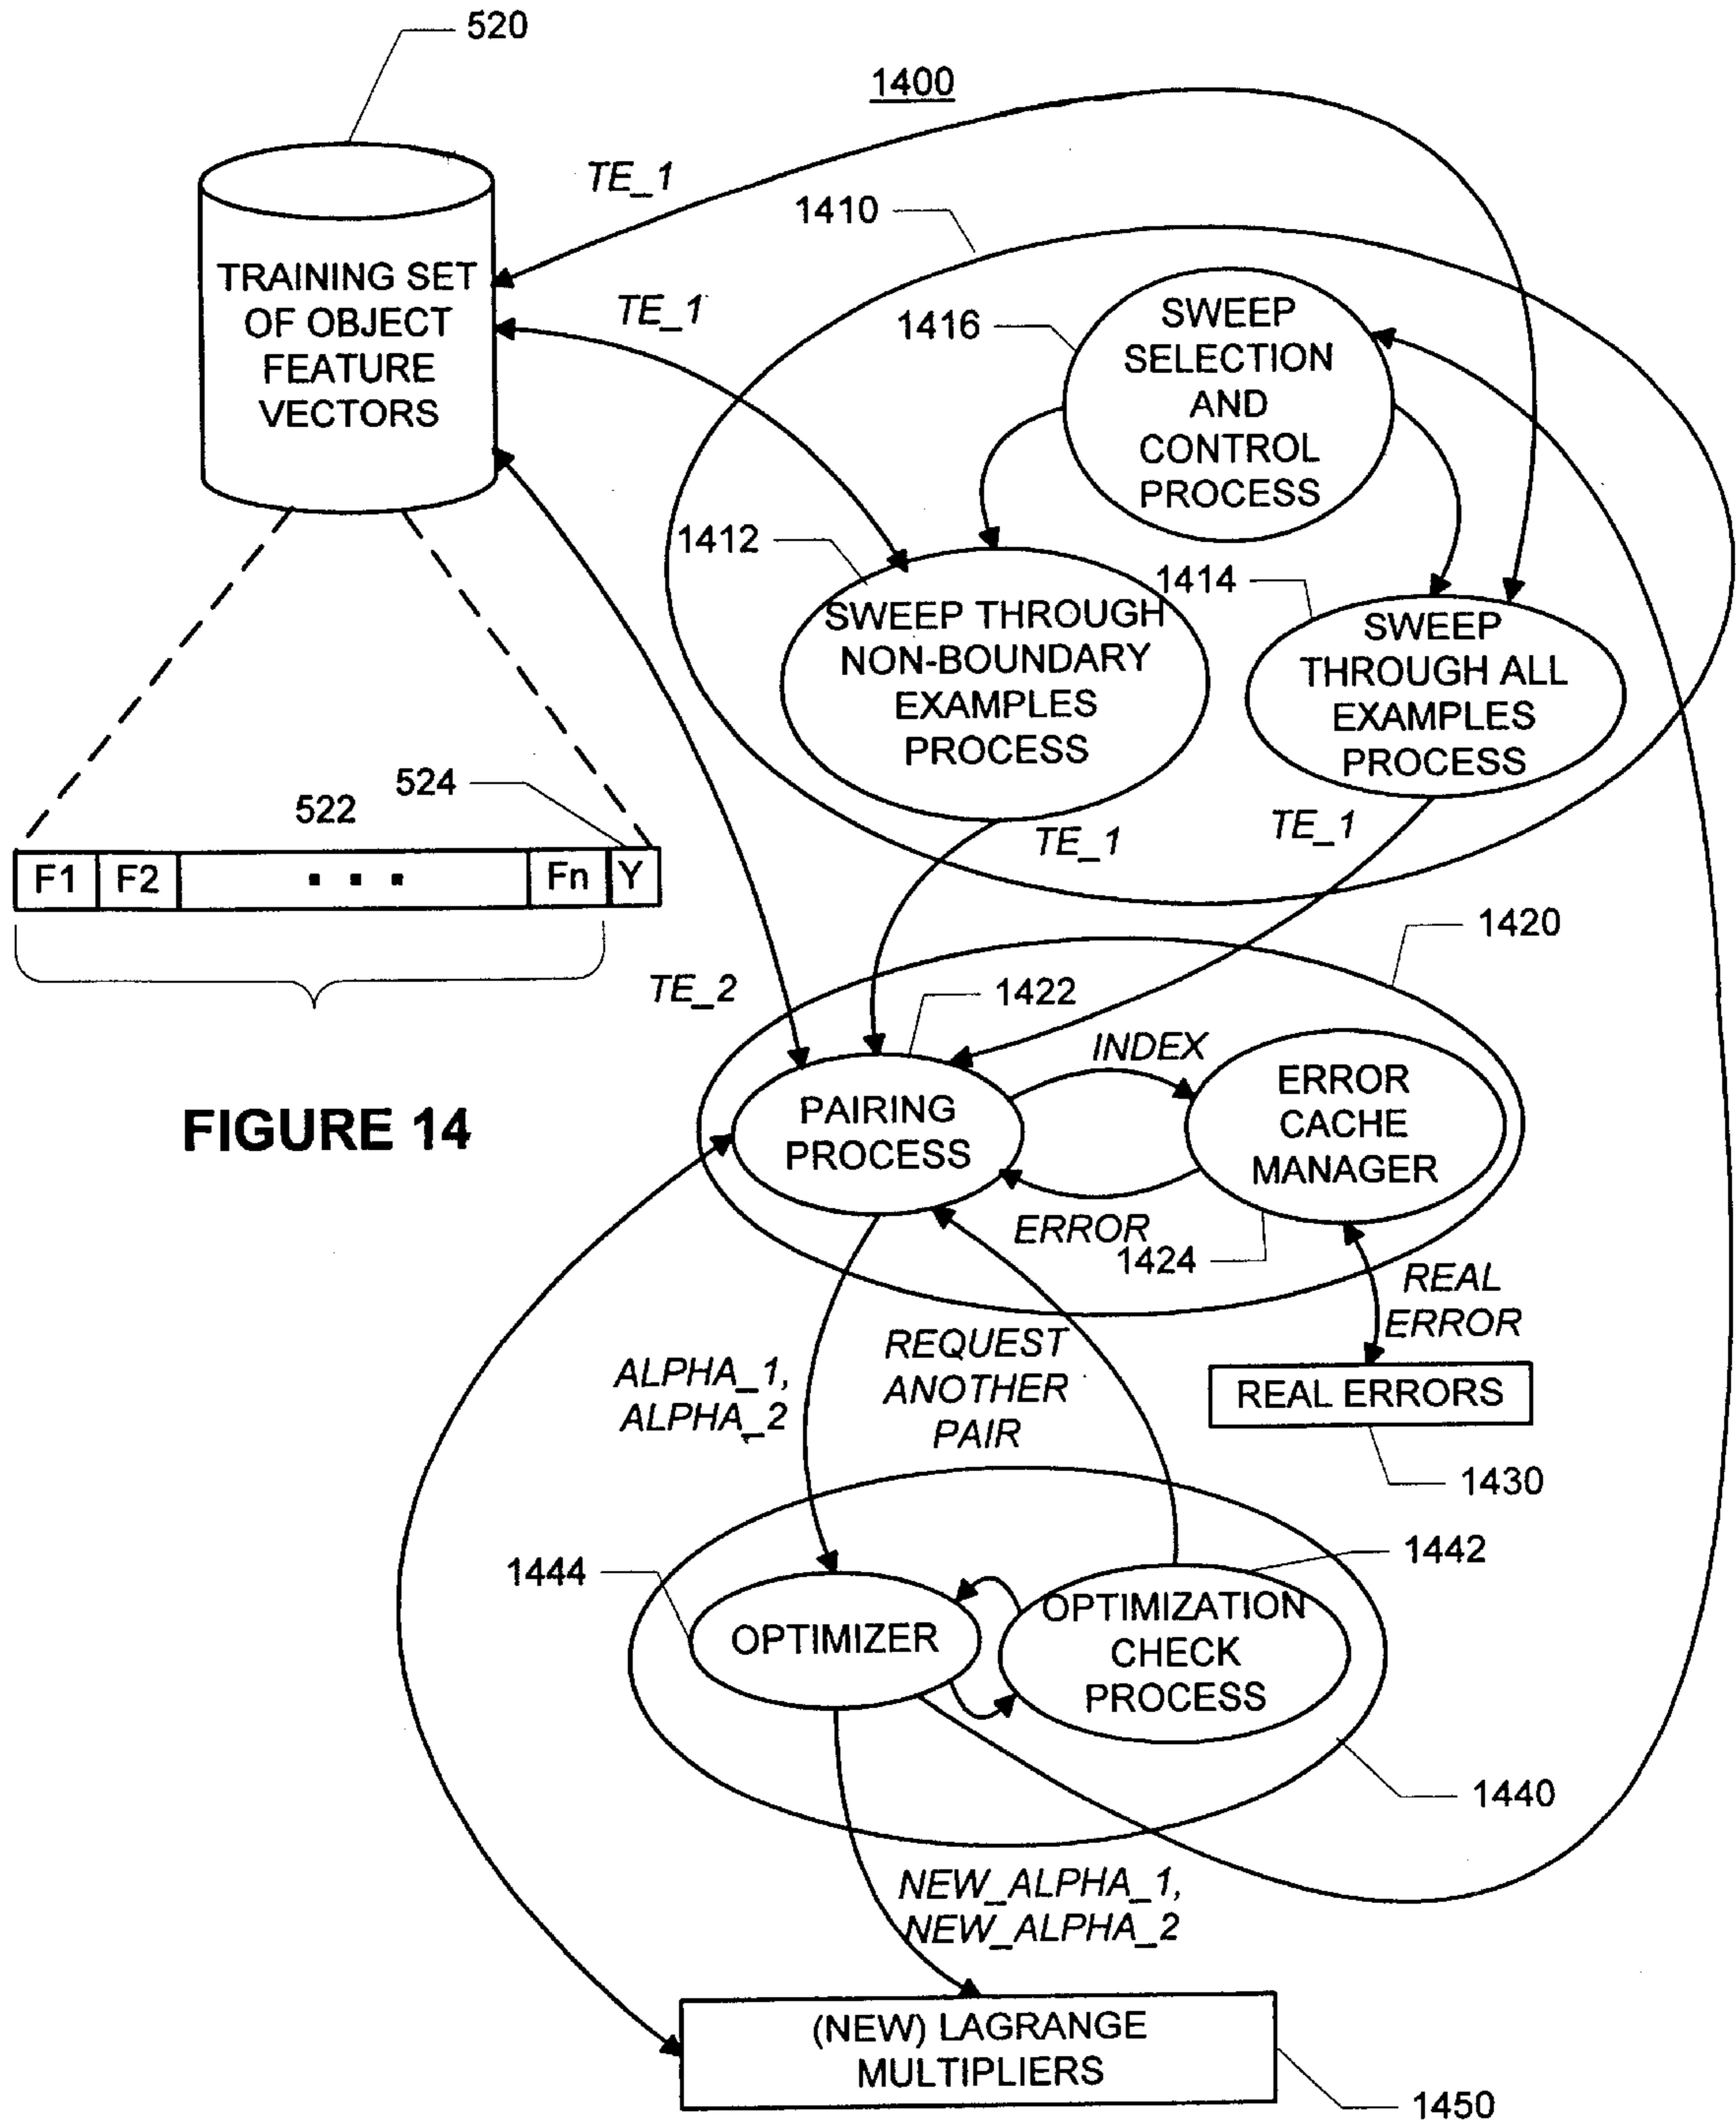 520
1400
TE_1
1410
TRAINING SET
OF OBJECT
FEATURE
VECTORS
TE_1
1416
SWEEP
SELECTION
AND
CONTROL
PROCESS
1412
1414
SWEEP THROUGH
NON-BOUNDARY
EXAMPLES
PROCESS
SWEEP
THROUGH ALL
EXAMPLES
PROCESS
524
522
F1 F2 . . . Fn Y
TE_1
TE_1
1420
TE_2
1422
INDEX
PAIRING
PROCESS
ERROR
CACHE
MANAGER
FIGURE 14
ERROR
1424
REAL
ERROR
ALPHA_1,
ALPHA_2
REQUEST
ANOTHER
PAIR
REAL ERRORS
1430
1444
1442
OPTIMIZER
OPTIMIZATION
CHECK
PROCESS
1440
NEW_ALPHA_1,
NEW_ALPHA_2
(NEW) LAGRANGE
MULTIPLIERS
1450